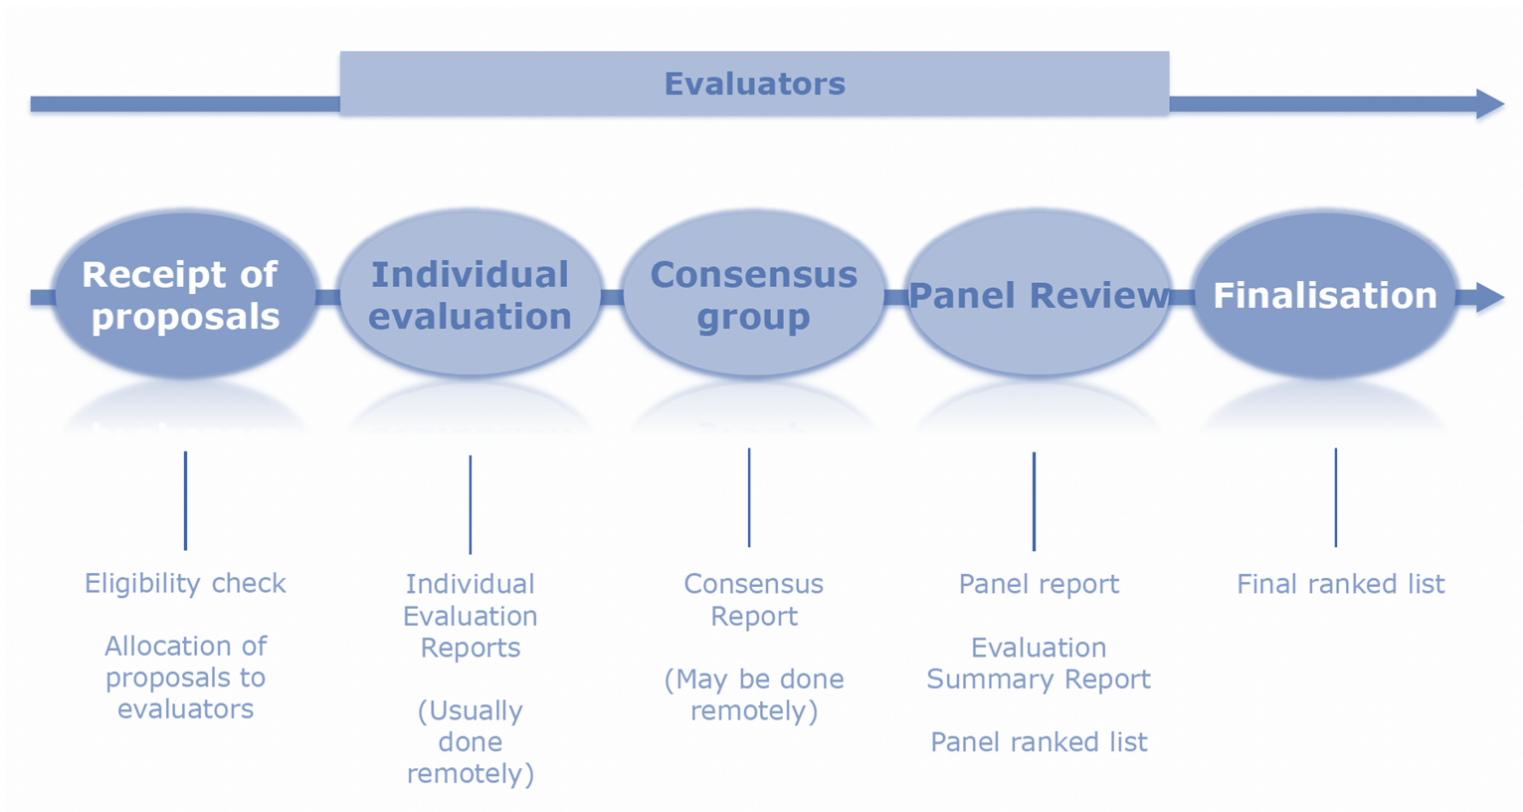 Evaluators
Receipt of
proposals
Individual
evaluation
Consensus
group
Panel Review
Finalisation
Eligibility check
Allocation of
proposals to
evaluators
Individual
Evaluation
Reports
(Usually
done
remotely)
Consensus
Report
(May be done
remotely)
Panel report
Evaluation
Summary Report
Panel ranked list
Final ranked list